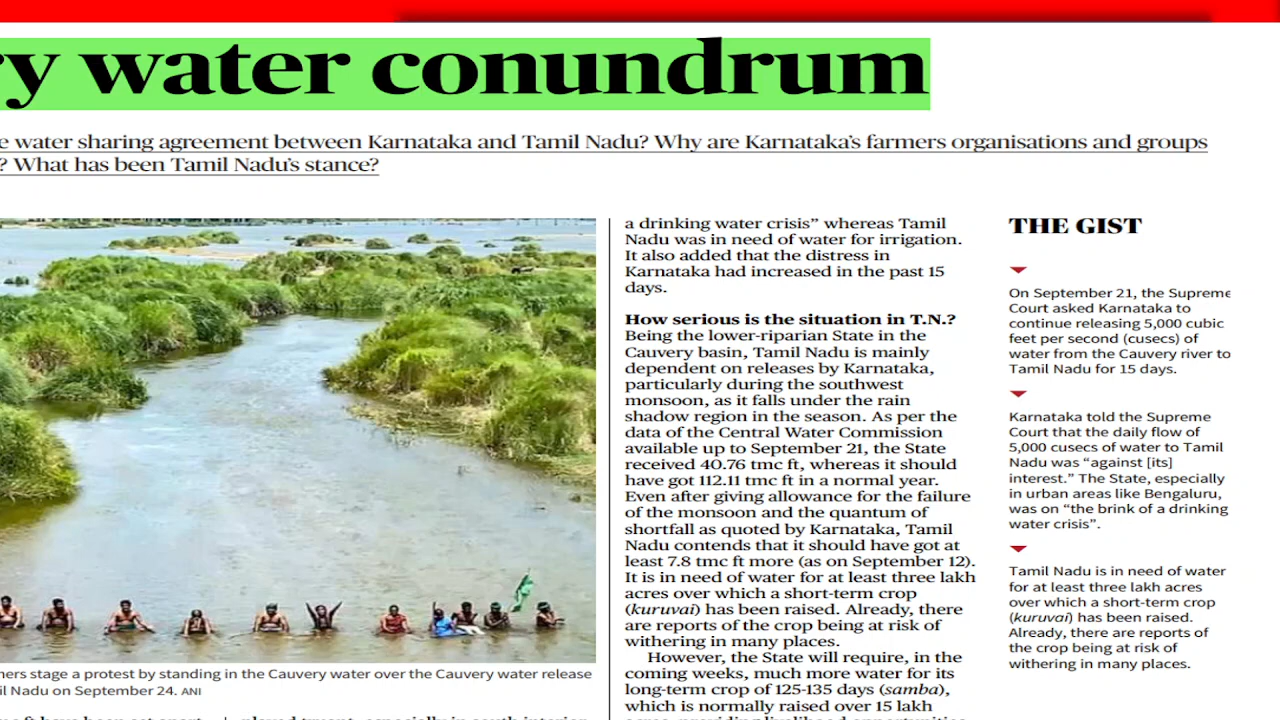 ry water conundrum
e water sharing agreement between Karnataka and Tamil Nadu? Why are Karnataka's farmers organisations and groups
? What has been Tamil Nadu's stance?
a drinking water crisis” whereas Tamil
Nadu was in need of water for irrigation.
It also added that the distress in
Karnataka had increased in the past 15
days.
How serious is the situation in T.N.?
Being the lower-riparian State in the
Cauvery basin, Tamil Nadu is mainly
dependent on releases by Karnataka,
particularly during the southwest
monsoon, as it falls under the rain
shadow region in the season. As per the
data of the Central Water Commission
available up to September 21, the State
received 40.76 tmc ft, whereas it should
have got 112.11 tmc ft in a normal year.
Even after giving allowance for the failure
of the monsoon and the quantum of
shortfall as quoted by Karnataka, Tamil
Nadu contends that it should have got at
least 7.8 tmc ft more (as on September 12).
It is in need of water for at least three lakh
acres over which a short-term crop
(kuruvai) has been raised. Already, there
are reports of the crop being at risk of
withering in many places.
However, the State will require, in the
coming weeks, much more water for its
long-term crop of 125-135 days (samba),
which is normally raised over 15 lakh
THE GIST
On September 21, the Supreme
Court asked Karnataka to
continue releasing 5,000 cubic
feet per second (cusecs) of
water from the Cauvery river to
Tamil Nadu for 15 days.
Karnataka told the Supreme
Court that the daily flow of
5,000 cusecs of water to Tamil
Nadu was “against [its]
interest.” The State, especially
in urban areas like Bengaluru,
was on “the brink of a drinking
water crisis”.
Tamil Nadu is in need of water
for at least three lakh acres
over which a short-term crop
(kuruvai) has been raised.
Already, there are reports of
the crop being at risk of
withering in many places.
ners stage a protest by standing in the Cauvery water over the Cauvery water release
il Nadu on September 24. ANI